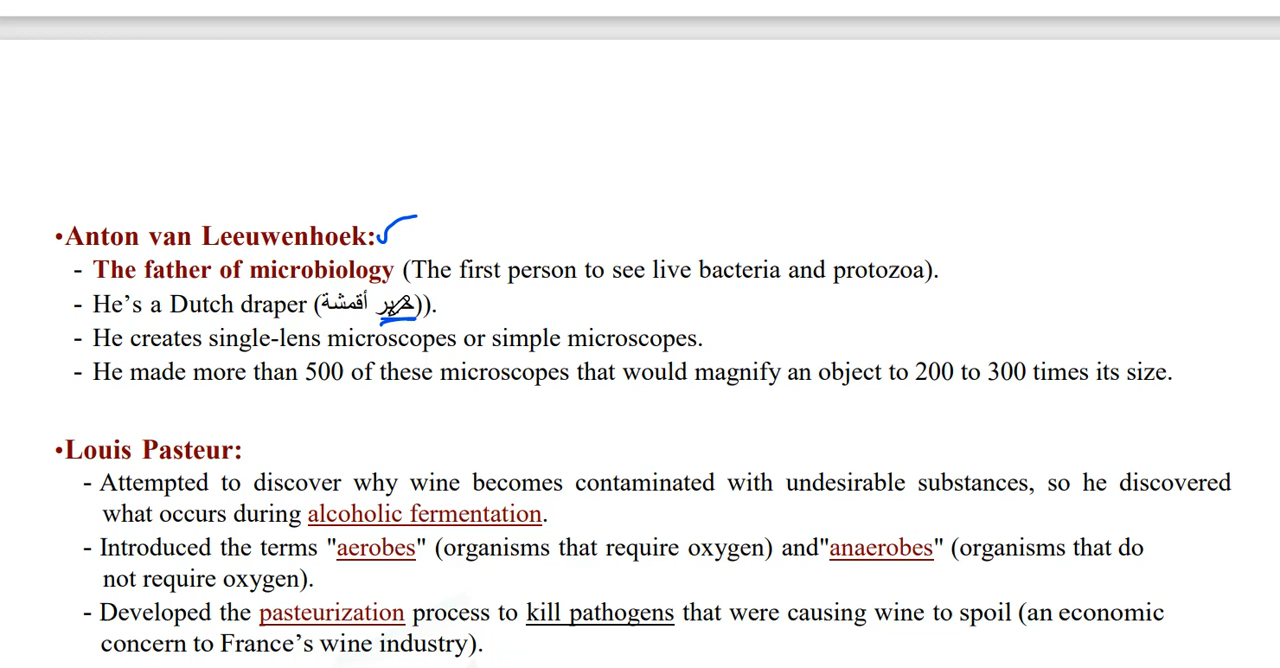 •Anton van Leeuwenhoek:
- The father of microbiology (The first person to see live bacteria and protozoa).
- He’s a Dutch draper (أقمشة)).
- He creates single-lens microscopes or simple microscopes.
- He made more than 500 of these microscopes that would magnify an object to 200 to 300 times its size.
•Louis Pasteur:
- Attempted to discover why wine becomes contaminated with undesirable substances, so he discovered
what occurs during alcoholic fermentation.
- Introduced the terms "aerobes" (organisms that require oxygen) and"anaerobes" (organisms that do
not require oxygen).
- Developed the pasteurization process to kill pathogens that were causing wine to spoil (an economic
concern to France’s wine industry).